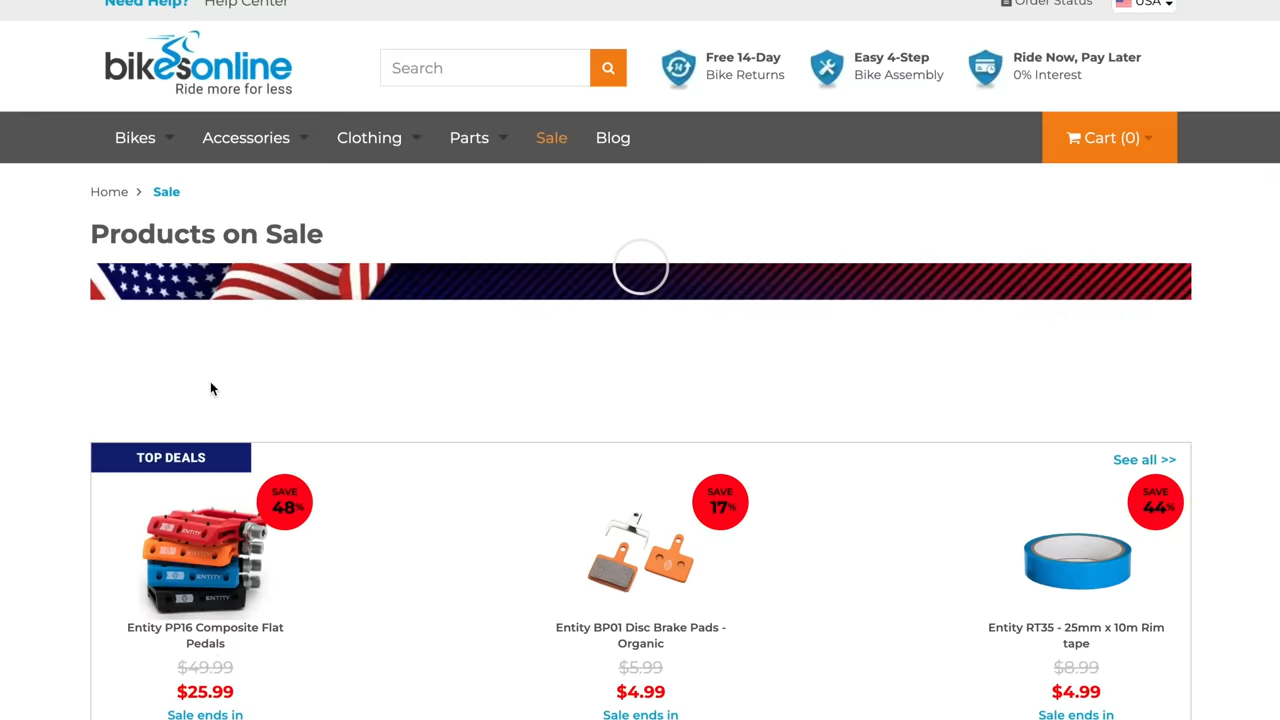 Need Help? Help Center
Order Status
USA
bikesonline
Ride more for less
Search
Free 14-Day
Bike Returns
Easy 4-Step
Bike Assembly
Ride Now, Pay Later
0% Interest
Bikes Accessories Clothing Parts Sale Blog
Cart (0)
Home > Sale
Products on Sale
TOP DEALS
See all >>
SAVE
48%
ENTITY
ENTITY
ENTITY
Entity PP16 Composite Flat
Pedals
$49.99
$25.99
Sale ends in
SAVE
17%
Entity BP01 Disc Brake Pads -
Organic
$5.99
$4.99
Sale ends in
SAVE
44%
Entity RT35 - 25mm x 10m Rim
tape
$8.99
$4.99
Sale ends in